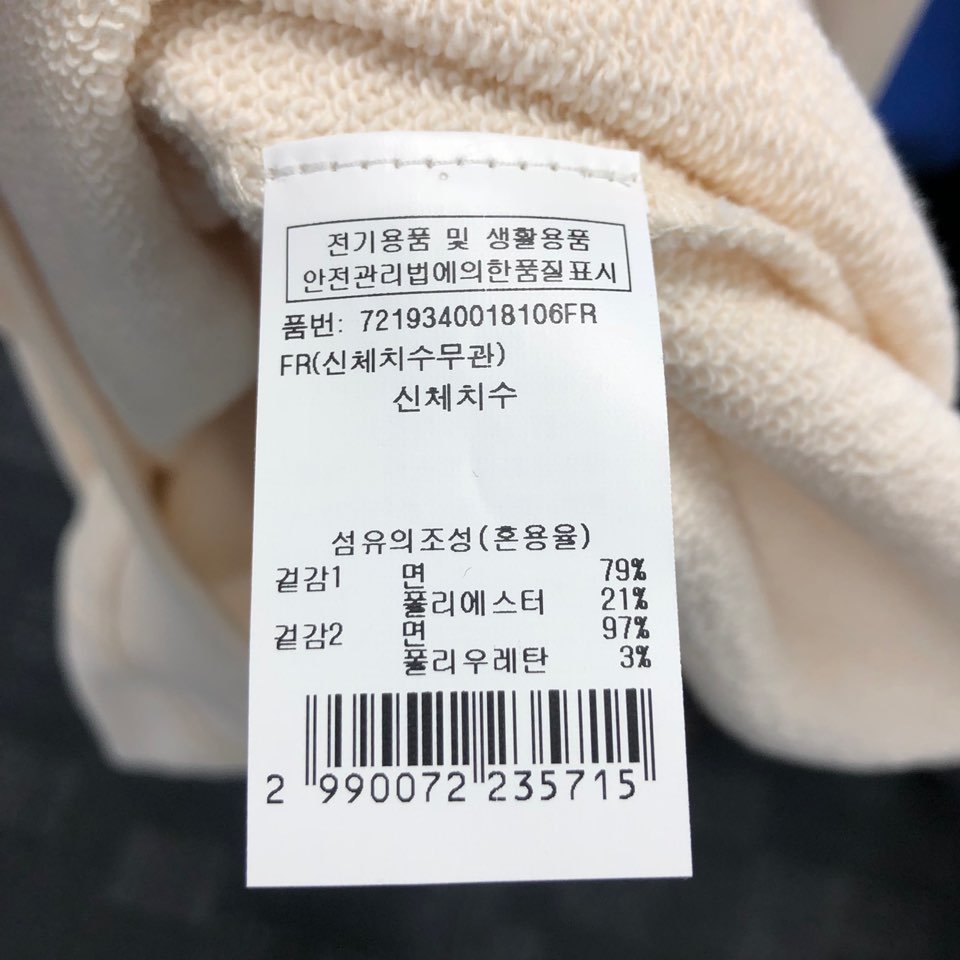 전기용품 및 생활용품
안전관리법에의한품질표시
품번: 7219340018106FR
FR(신체치수무관)
신체치수
섬유의조성(혼용율)
겉감1 면 79%
폴리에스터 21%
겉감2 면 97%
폴리우레탄 3%
2 990072 235715